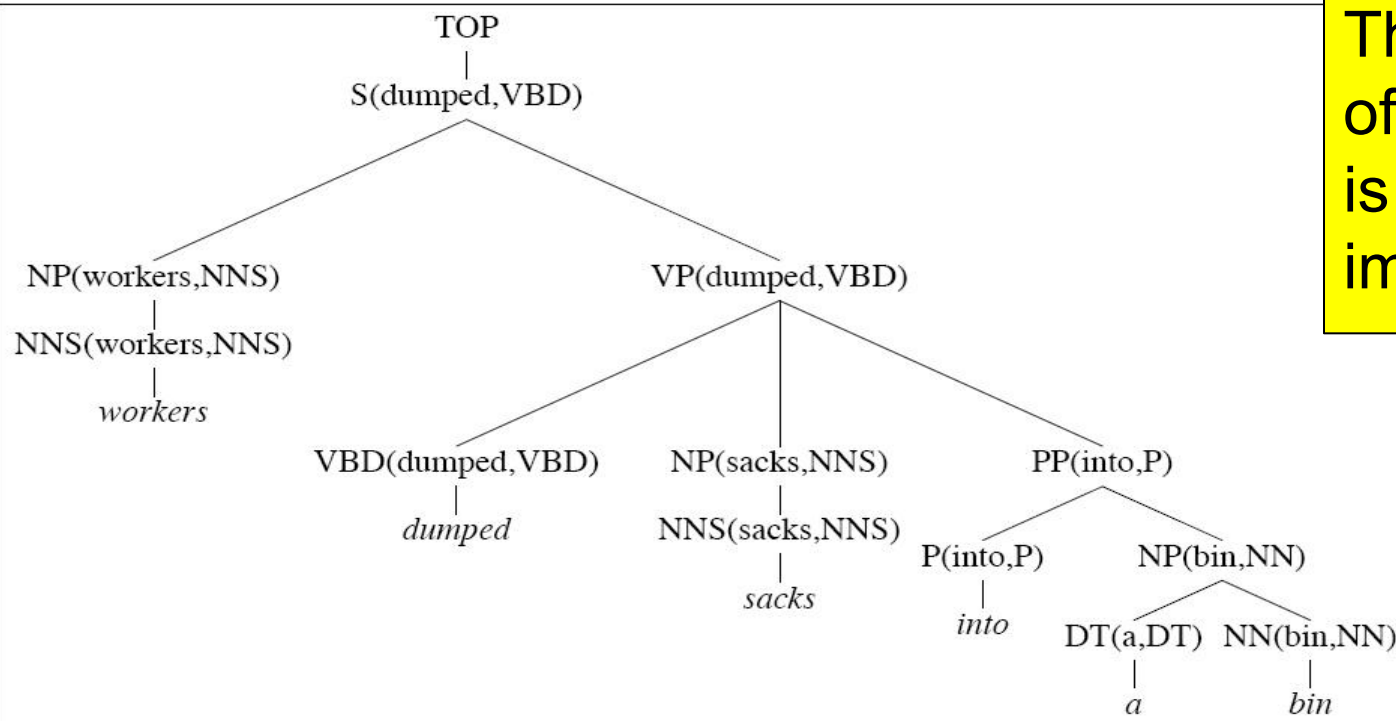 TOP
S(dumped,VBD)
NP(workers,NNS) VP(dumped,VBD)
NNS(workers,NNS)
workers
VBD(dumped,VBD) NP(sacks,NNS) PP(into,P)
dumped NNS(sacks,NNS)
P(into,P) NP(bin,NN)
sacks
into
DT(a,DT) NN(bin,NN)
a bin
of
is